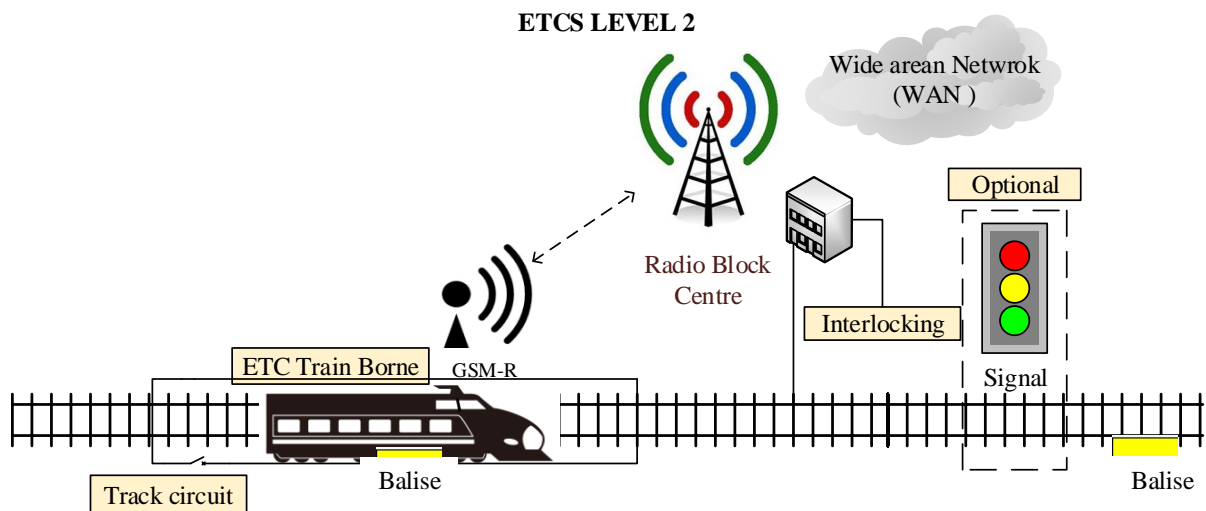 ETCS LEVEL 2
Wide arean Netwrok
(WAN )
Optional
Radio Block
Centre
Interlocking
ETC Train Borne
GSM-R
Signal
Track circuit
Balise
Balise